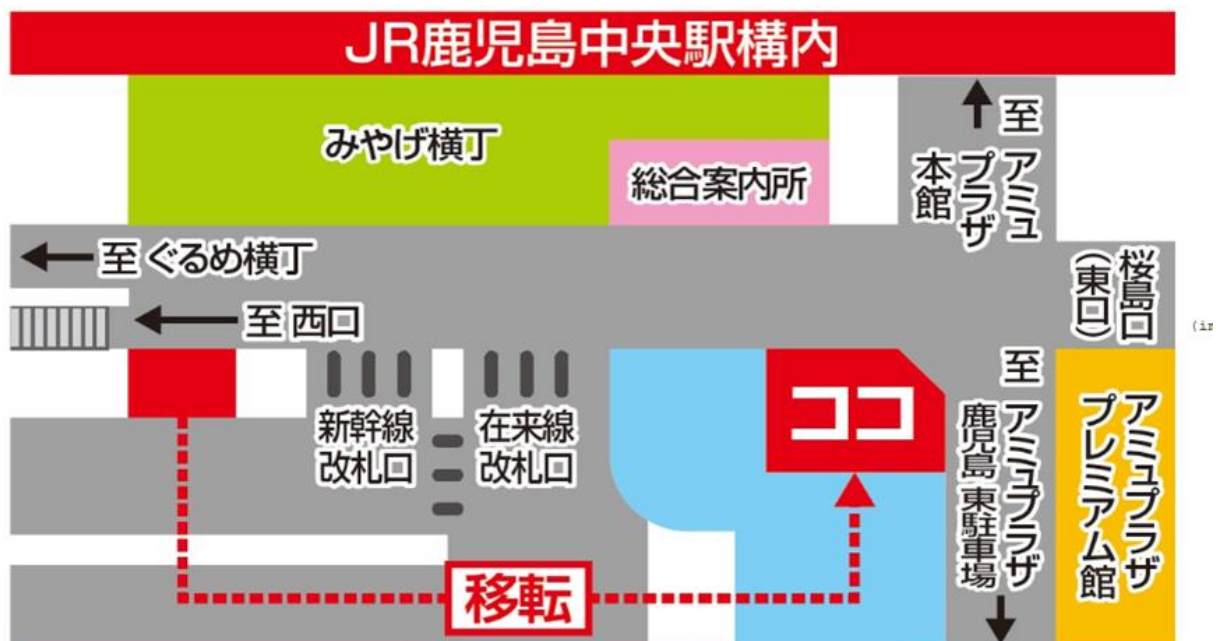 JR鹿児島中央駅構内
みやげ横丁
総合案内所
至
アミュ
プラザ
本館
至 ぐるめ横丁
至 西口
桜島口
(東口)
新幹線
改札口
在来線
改札口
ココ
至
アミュプラザ
鹿児島 東駐車場
アミュプラザ
プレミアム館
移転